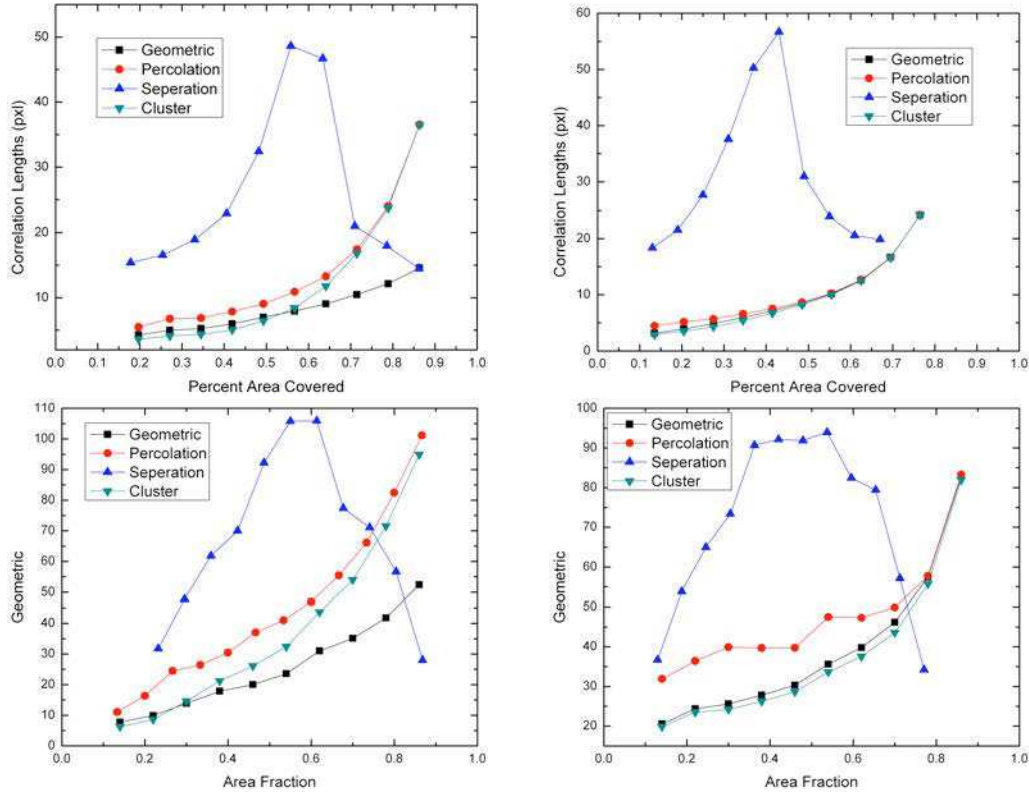 50
40
30
20
10
0.0 0.1 0.2 0.3 0.4 0.5 0.6 0.7 0.8 0.9 1.0
Correlation Lengths (pxl)
Percent Area Covered
Geometric
Percolation
Seperation
Cluster
60
50
40
30
20
10
0
0.0 0.1 0.2 0.3 0.4 0.5 0.6 0.7 0.8 0.9 1.0
Correlation Lengths (pxl)
Percent Area Covered
Geometric
Percolation
Seperation
Cluster
110
100
90
80
70
60
50
40
30
20
10
0
0.0 0.2 0.4 0.6 0.8 1.0
Geometric
Area Fraction
Geometric
Percolation
Seperation
Cluster
100
90
80
70
60
50
40
30
20
0.0 0.2 0.4 0.6 0.8 1.0
Geometric
Area Fraction
Geometric
Percolation
Seperation
Cluster